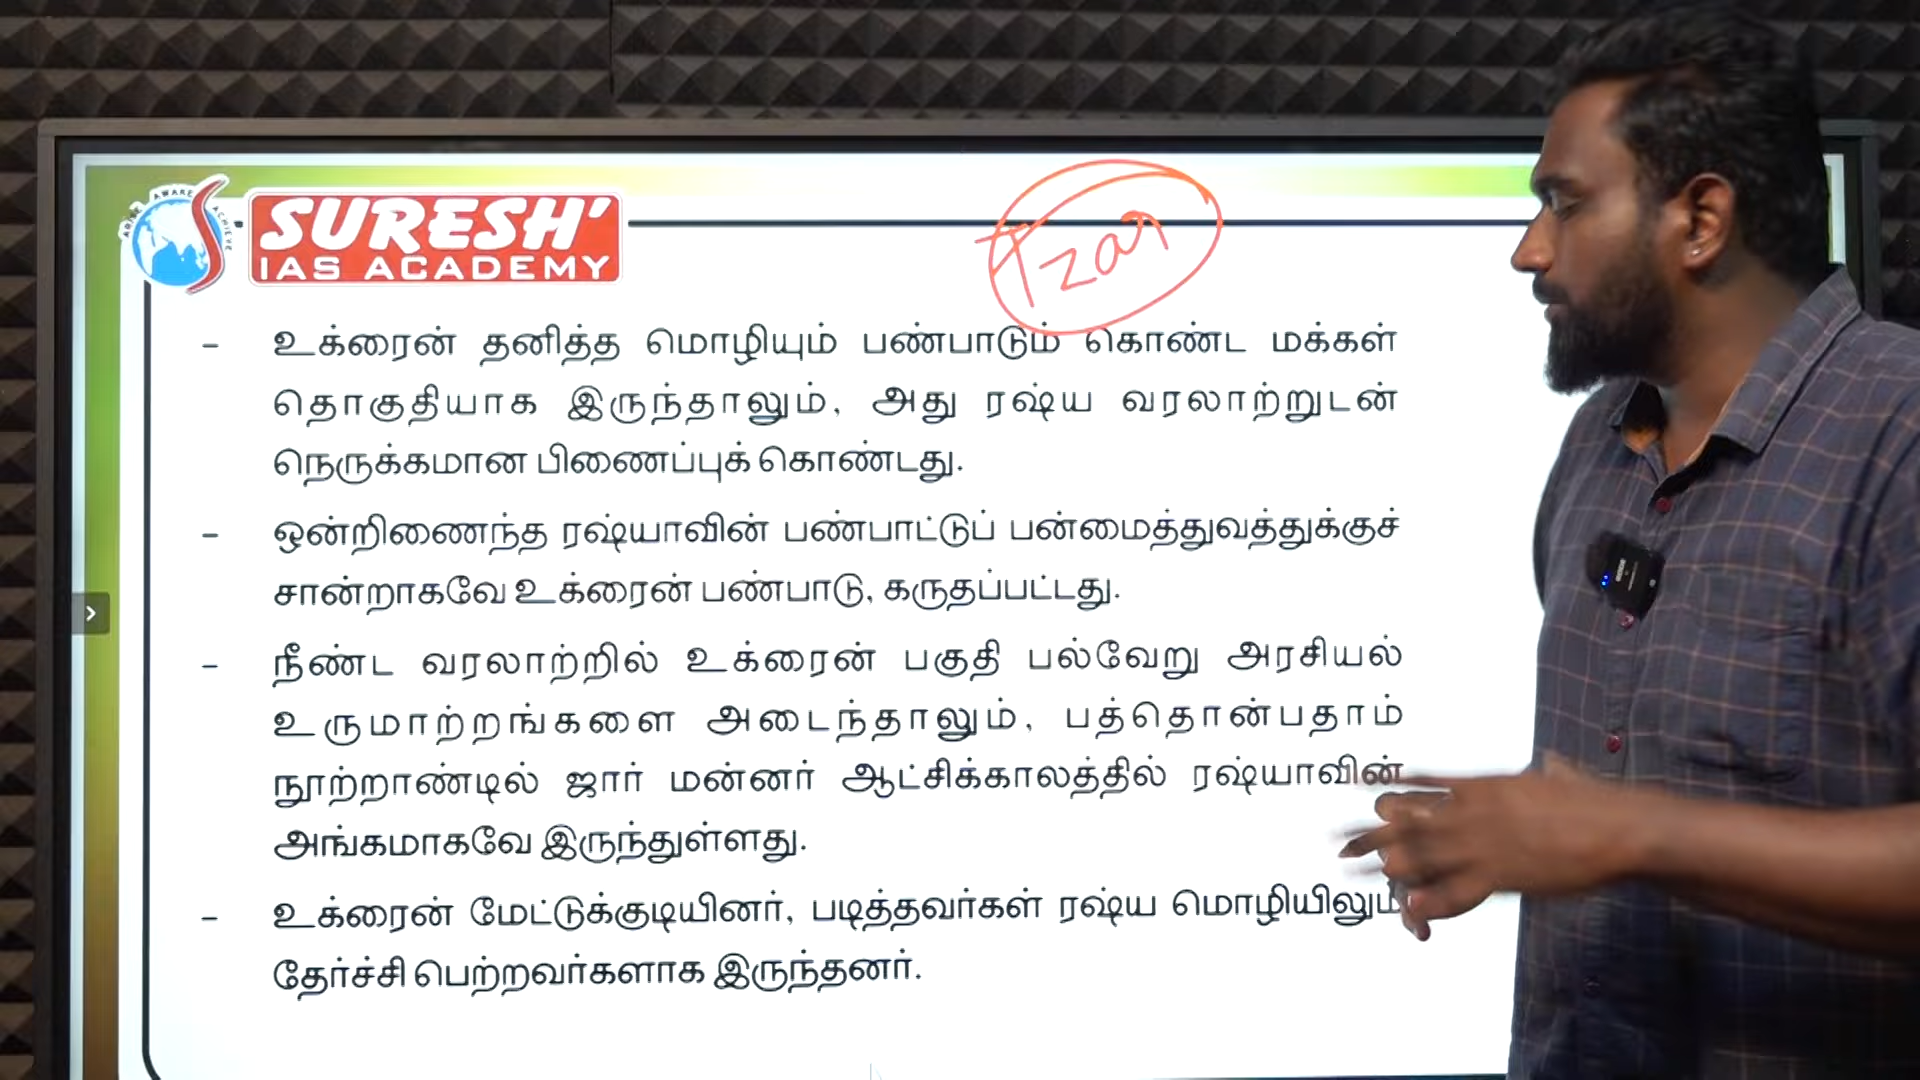 ABLE AWARE ACHIEVE
SURESH'
IAS ACADEMY
Tzar
- உக்ரைன் தனித்த மொழியும் பண்பாடும் கொண்ட மக்கள்
தொகுதியாக இருந்தாலும், அது ரஷ்ய வரலாற்றுடன்
நெருக்கமான பிணைப்புக் கொண்டது.
- ஒன்றிணைந்த ரஷ்யாவின் பண்பாட்டுப் பன்மைத்துவத்துக்குச்
சான்றாகவே உக்ரைன் பண்பாடு, கருதப்பட்டது.
- நீண்ட வரலாற்றில் உக்ரைன் பகுதி பல்வேறு அரசியல்
உருமாற்றங்களை அடைந்தாலும், பத்தொன்பதாம்
நூற்றாண்டில் ஜார் மன்னர் ஆட்சிக்காலத்தில் ரஷ்யாவின்
அங்கமாகவே இருந்துள்ளது.
- உக்ரைன் மேட்டுக்குடியினர், படித்தவர்கள் ரஷ்ய மொழியிலும்
தேர்ச்சி பெற்றவர்களாக இருந்தனர்.